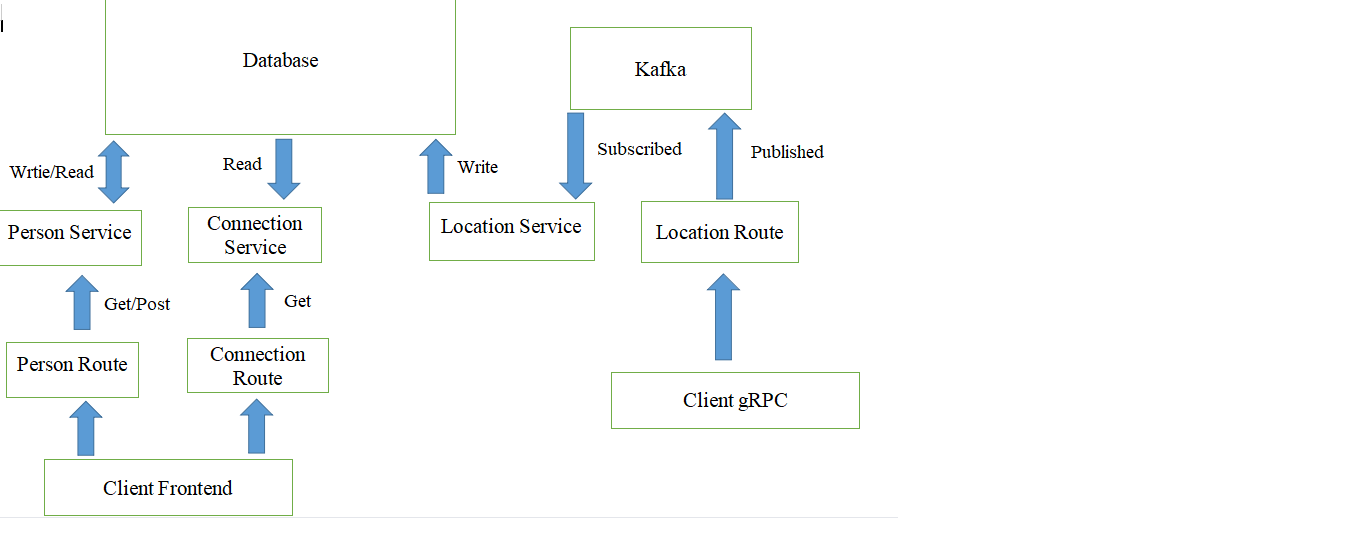 Database
Kafka
Wrtie/Read
Read
Write
Subscribed
Published
Person Service
Connection
Service
Location Service
Location Route
Get/Post
Get
Person Route
Connection
Route
Client gRPC
Client Frontend